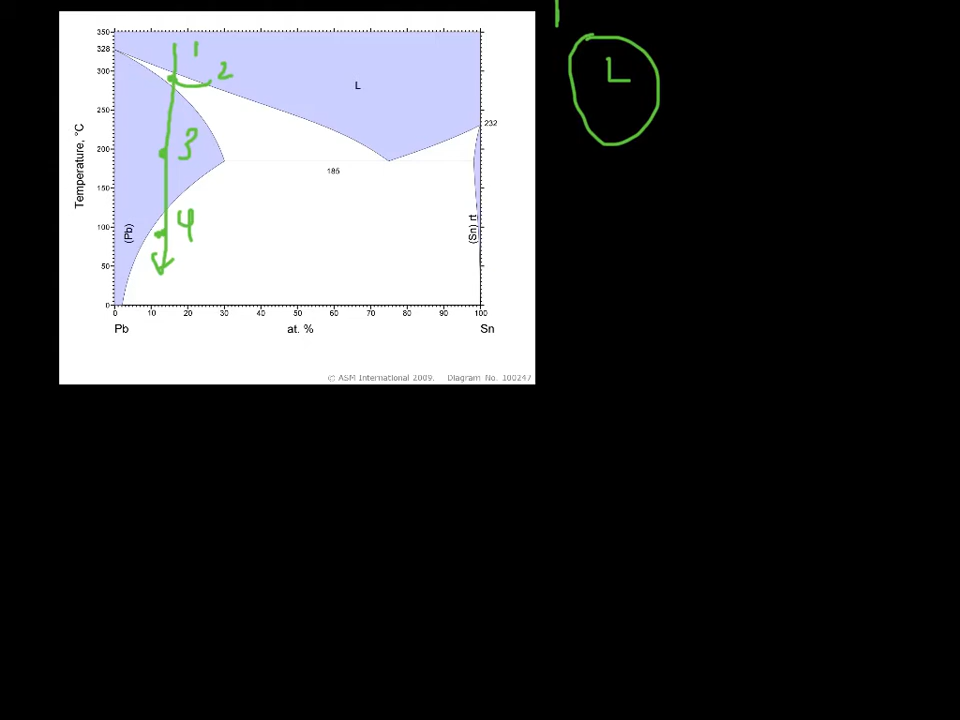 350
328
300
250
200
150
100
50
0
Temperature, °C
1
2
3
4
L
L
232
185
(Pb)
(Sn) rt
0 10 20 30 40 50 60 70 80 90 100
Pb at. % Sn
© ASM International 2009. Diagram No. 100247